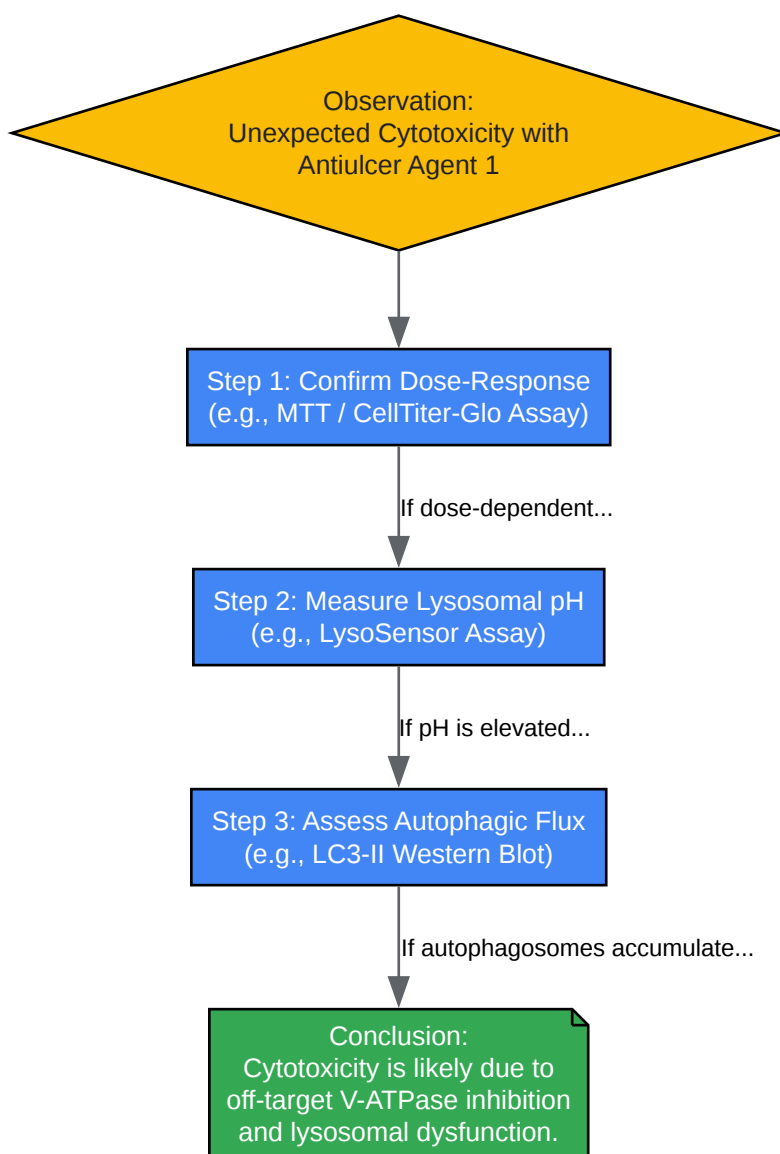 Observation:
Unexpected Cytotoxicity with
Antiulcer Agent 1
Step 1: Confirm Dose-Response
(e.g., MTT / CellTiter-Glo Assay)
If dose-dependent...
Step 2: Measure Lysosomal pH
(e.g., LysoSensor Assay)
If pH is elevated...
Step 3: Assess Autophagic Flux
(e.g., LC3-II Western Blot)
If autophagosomes accumulate...
Conclusion:
Cytotoxicity is likely due to
off-target V-ATPase inhibition
and lysosomal dysfunction.